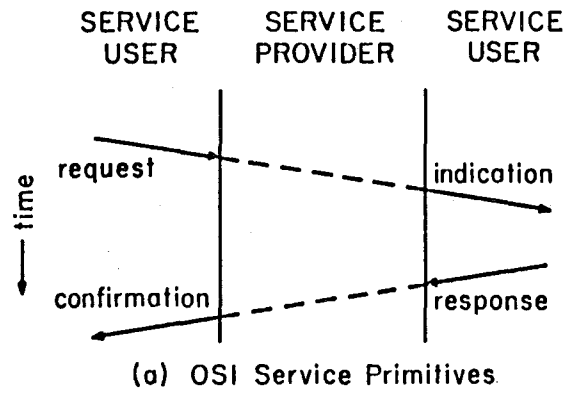 SERVICE SERVICE SERVICE
USER PROVIDER USER
request
indication
time
confirmation
response
(a) OSI Service Primitives